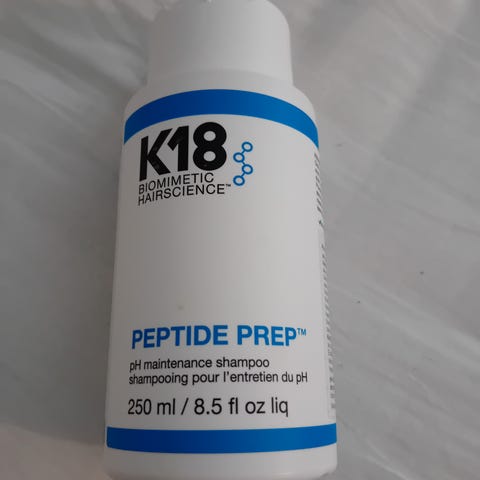 K18
BIOMIMETIC
HAIRSCIENCE™
PEPTIDE PREP™
pH maintenance shampoo
shampooing pour l'entretien du pH
250 ml / 8.5 fl oz liq